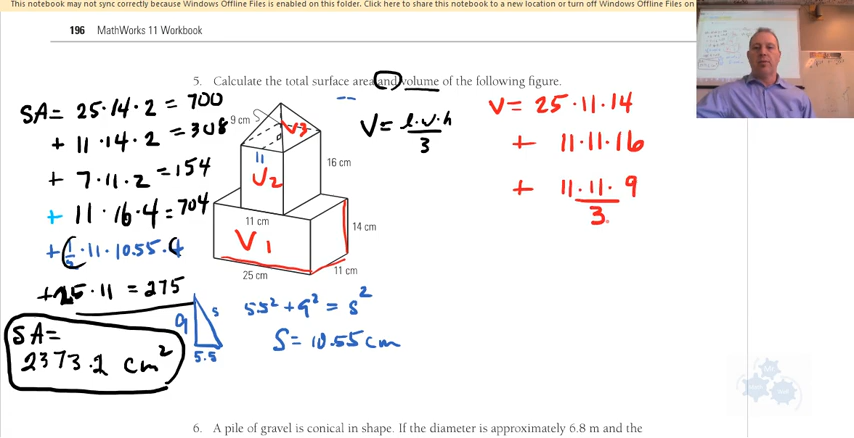 This notebook may not sync correctly because Windows Offline Files is enabled on this folder. Click here to share this notebook to a new location or turn off Windows Offline Files on
196 MathWorks 11 Workbook
5. Calculate the total surface area and volume of the following figure.
SA= 25·14·2 = 700
+ 11·14·2 = 308
+ 7·11·2 = 154
+ 11·16·4 = 704
+(½·11·10.55·4
+25·11 = 275
SA=
2373.2 cm²
9 cm
V3
11
V2
16 cm
11 cm
14 cm
V1
25 cm
11 cm
V= l·w·h
3
V= 25·11·14
+ 11·11·16
+ 11·11·9
3
9
s
5.5
5.5² + 9² = s²
S= 10.55 cm
6. A pile of gravel is conical in shape. If the diameter is approximately 6.8 m and the